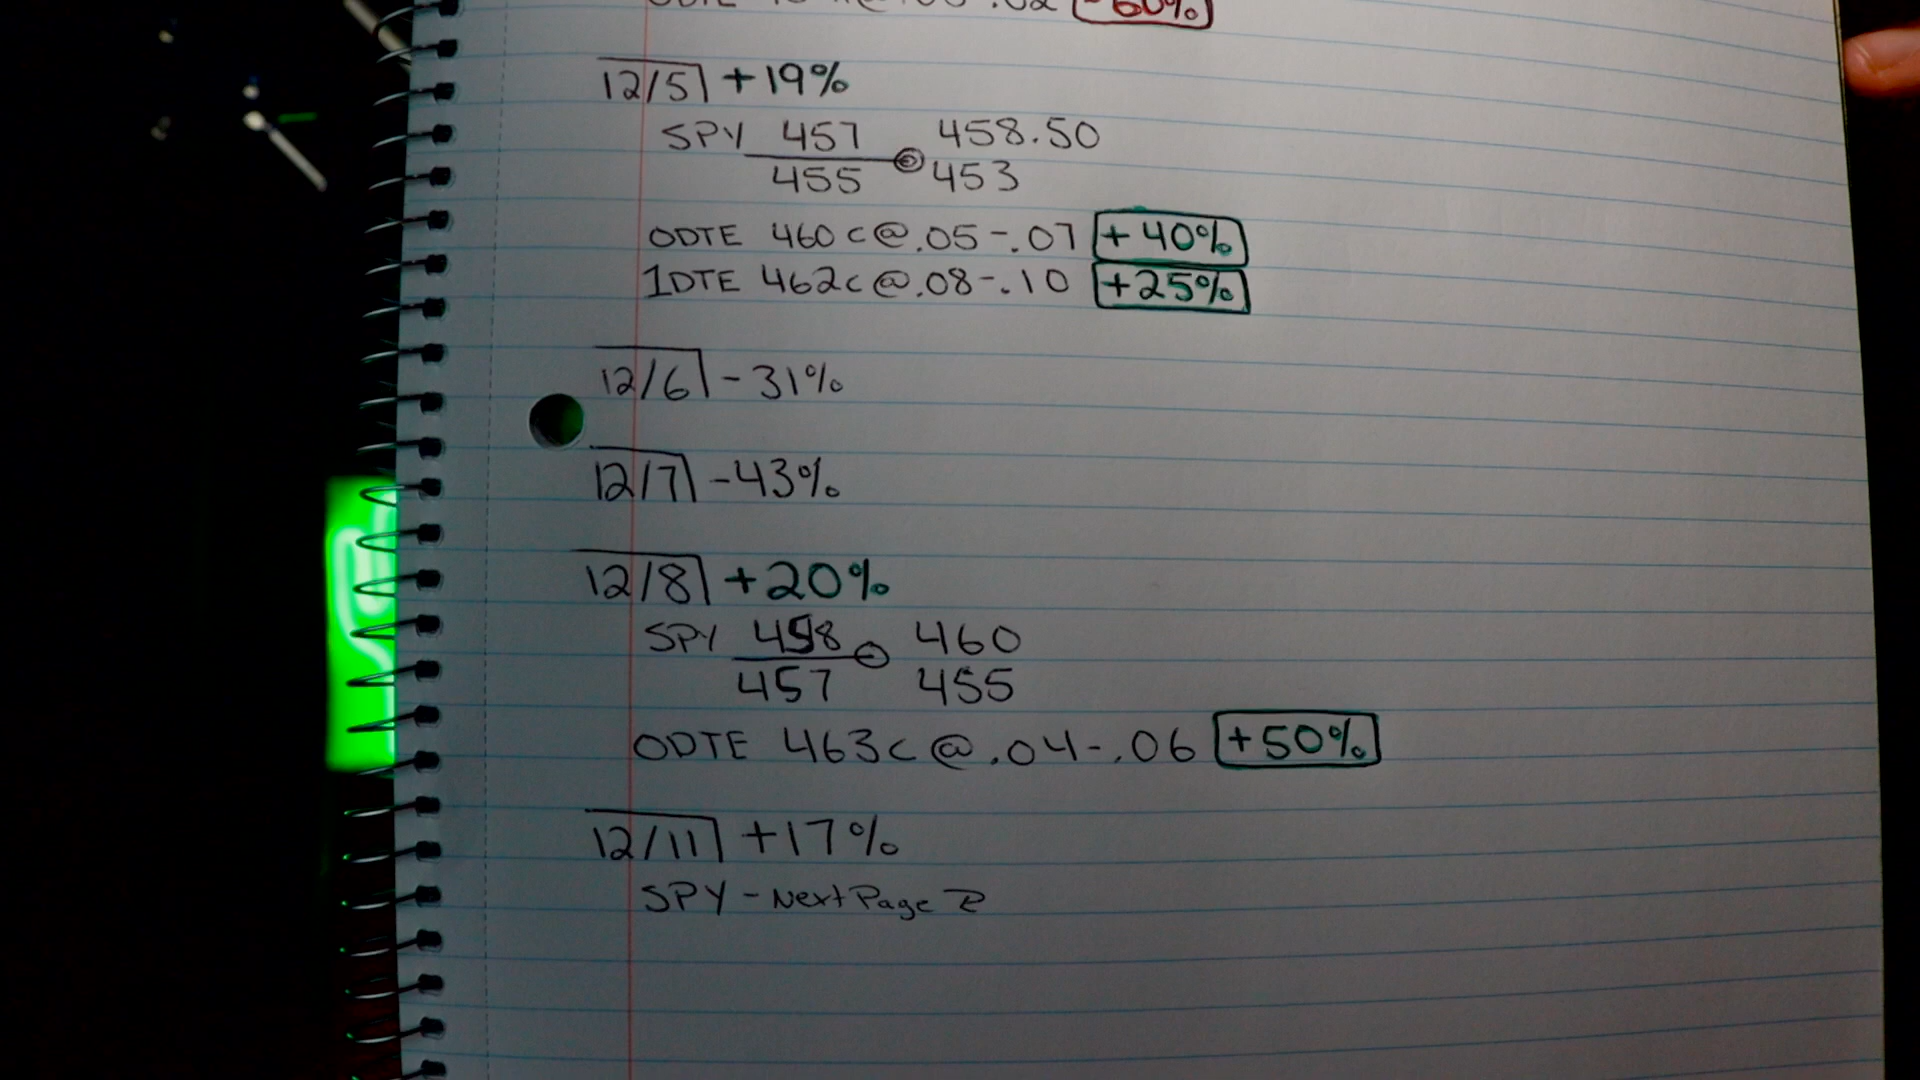 -60%
12/5 +19%
SPY 457 458.50
455 453
0DTE 460c@.05-.07 +40%
1DTE 462c@.08-.10 +25%
12/6 -31%
12/7 -43%
12/8 +20%
SPY 458 460
457 455
0DTE 463c@.04-.06 +50%
12/11 +17%
SPY - Next Page